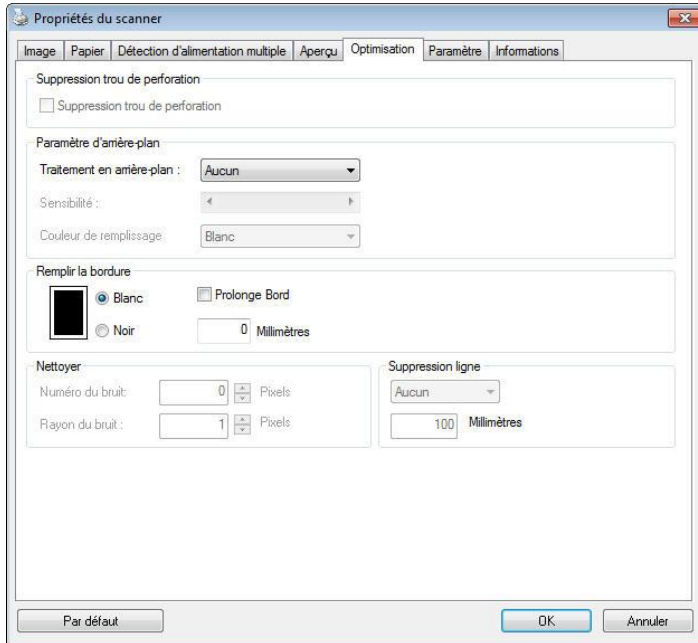 Propriétés du scanner
Image Papier Détection d'alimentation multiple Aperçu Optimisation Paramètre Informations
Suppression trou de perforation
Suppression trou de perforation
Paramètre d'arrière-plan
Traitement en arrière-plan : Aucun
Sensibilité :
Couleur de remplissage Blanc
Remplir la bordure
Blanc Prolonge Bord
Noir 0 Millimètres
Nettoyer Suppression ligne
Numéro du bruit: 0 Pixels Aucun
Rayon du bruit : 1 Pixels 100 Millimètres
Par défaut OK Annuler